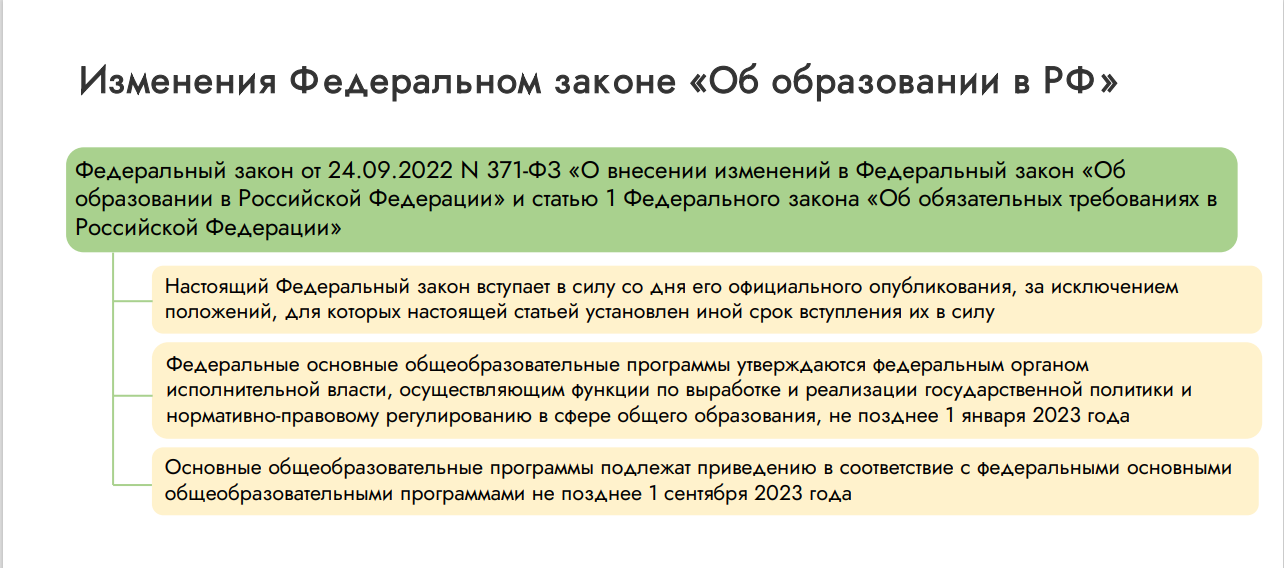 Изменения Федеральном законе «Об образовании в РФ»
Федеральный закон от 24.09.2022 N 371-ФЗ «О внесении изменений в Федеральный закон «Об
образовании в Российской Федерации» и статью 1 Федерального закона «Об обязательных требованиях в
Российской Федерации»
Настоящий Федеральный закон вступает в силу со дня его официального опубликования, за исключением
положений, для которых настоящей статьей установлен иной срок вступления их в силу
Федеральные основные общеобразовательные программы утверждаются федеральным органом
исполнительной власти, осуществляющим функции по выработке и реализации государственной политики и
нормативно-правовому регулированию в сфере общего образования, не позднее 1 января 2023 года
Основные общеобразовательные программы подлежат приведению в соответствие с федеральными основными
общеобразовательными программами не позднее 1 сентября 2023 года